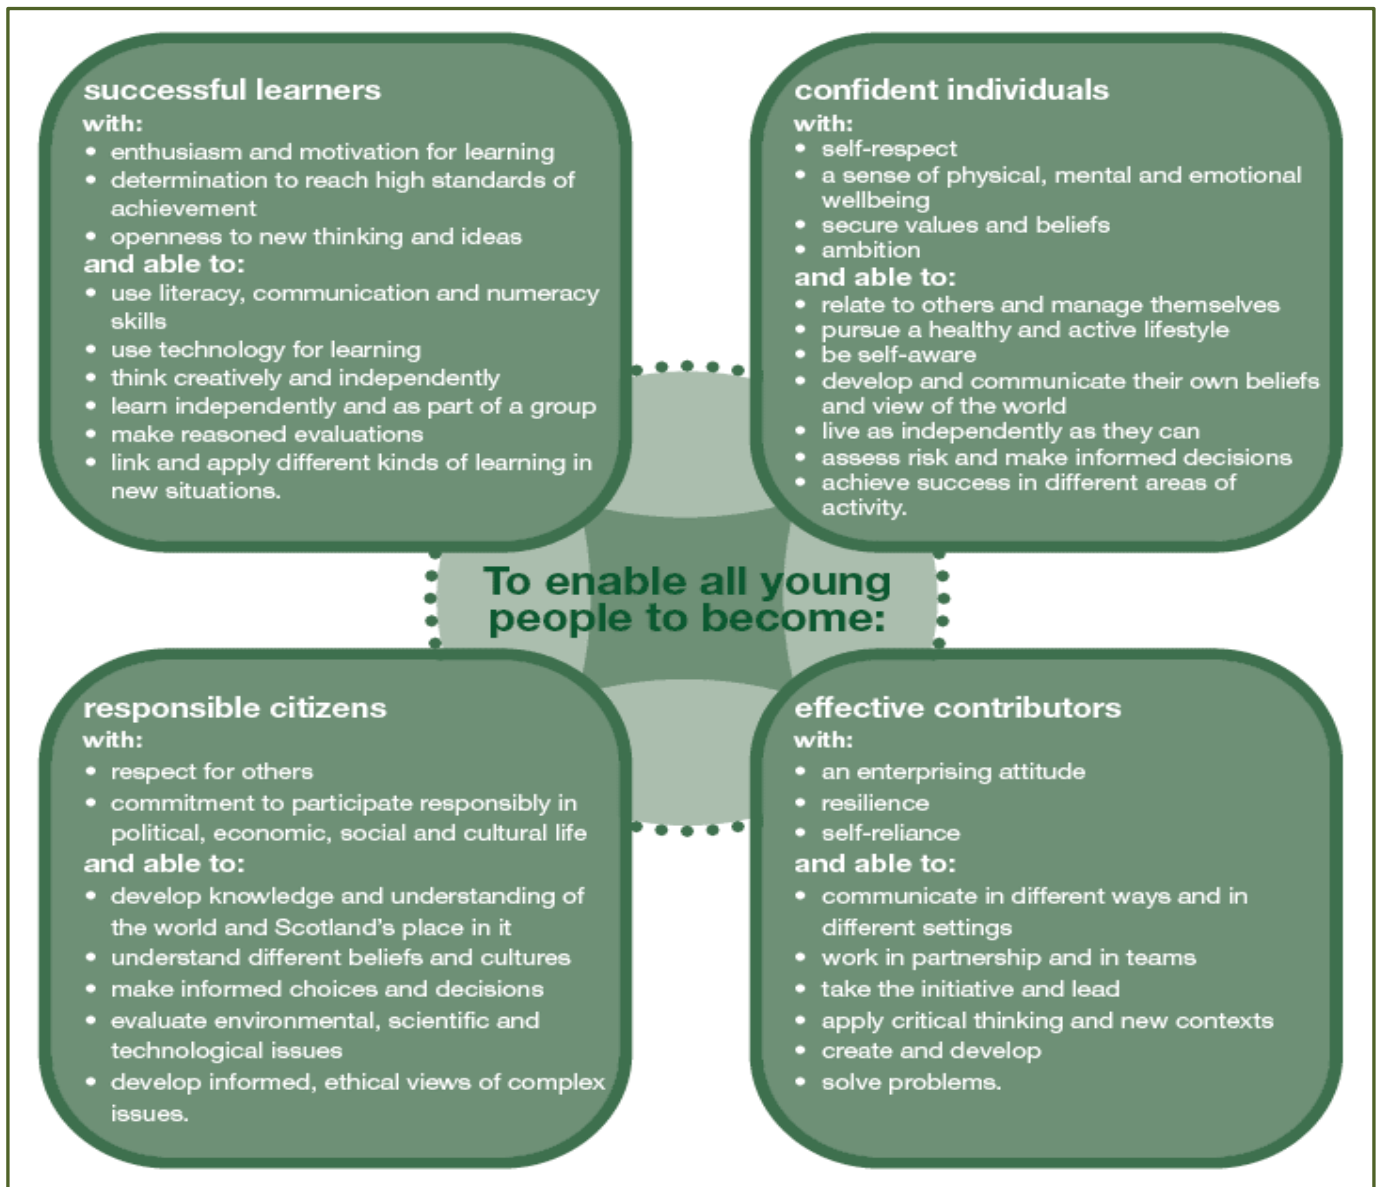 successful learners
with:
• enthusiasm and motivation for learning
• determination to reach high standards of
achievement
• openness to new thinking and ideas
and able to:
• use literacy, communication and numeracy
skills
• use technology for learning
• think creatively and independently
• learn independently and as part of a group
• make reasoned evaluations
• link and apply different kinds of learning in
new situations.
confident individuals
with:
• self-respect
• a sense of physical, mental and emotional
wellbeing
• secure values and beliefs
• ambition
and able to:
• relate to others and manage themselves
• pursue a healthy and active lifestyle
• be self-aware
• develop and communicate their own beliefs
and view of the world
• live as independently as they can
• assess risk and make informed decisions
• achieve success in different areas of
activity.
To enable all young
people to become:
responsible citizens
with:
• respect for others
• commitment to participate responsibly in
political, economic, social and cultural life
and able to:
• develop knowledge and understanding of
the world and Scotland's place in it
• understand different beliefs and cultures
• make informed choices and decisions
• evaluate environmental, scientific and
technological issues
• develop informed, ethical views of complex
issues.
effective contributors
with:
• an enterprising attitude
• resilience
• self-reliance
and able to:
• communicate in different ways and in
different settings
• work in partnership and in teams
• take the initiative and lead
• apply critical thinking and new contexts
• create and develop
• solve problems.